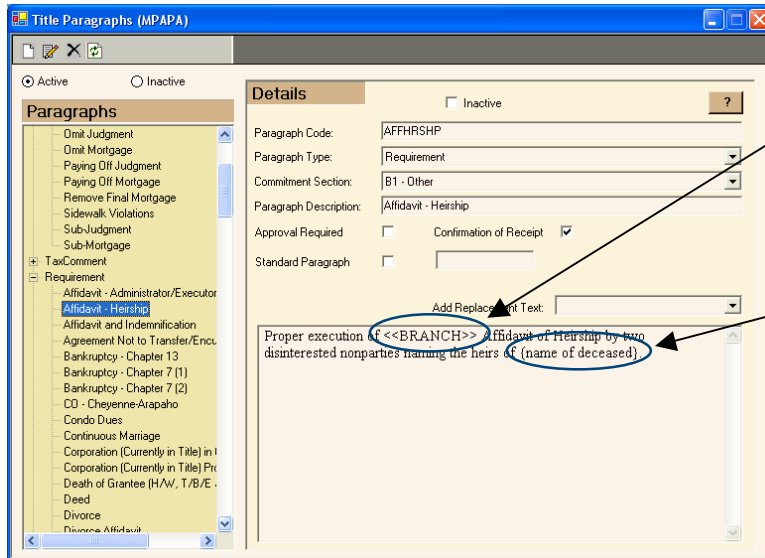 Title Paragraphs (MPAPA)
Active
Inactive
Paragraphs
Omit Judgment
Omit Mortgage
Paying Off Judgment
Paying Off Mortgage
Remove Final Mortgage
Sidewalk Violations
Sub-Judgment
Sub-Mortgage
TaxComment
Requirement
Affidavit - Administrator/Executor
Affidavit - Heirship
Affidavit and Indemnification
Agreement Not to Transfer/Encu
Bankruptcy - Chapter 13
Bankruptcy - Chapter 7 (1)
Bankruptcy - Chapter 7 (2)
CO - Cheyenne-Arapaho
Condo Dues
Continuous Marriage
Corporation (Currently in Title) in
Corporation (Currently in Title) Pro
Death of Grantee (H/W, T/B/E
Deed
Divorce
Divorce Affidavit
Details
Inactive
?
Paragraph Code: AFFHRSHP
Paragraph Type: Requirement
Commitment Section: B1 - Other
Paragraph Description: Affidavit - Heirship
Approval Required
Confirmation of Receipt
Standard Paragraph
Add Replacement Text:
Proper execution of <<BRANCH>> Affidavit of Heirship by two
disinterested nonparties naming the heirs of {name of deceased}.